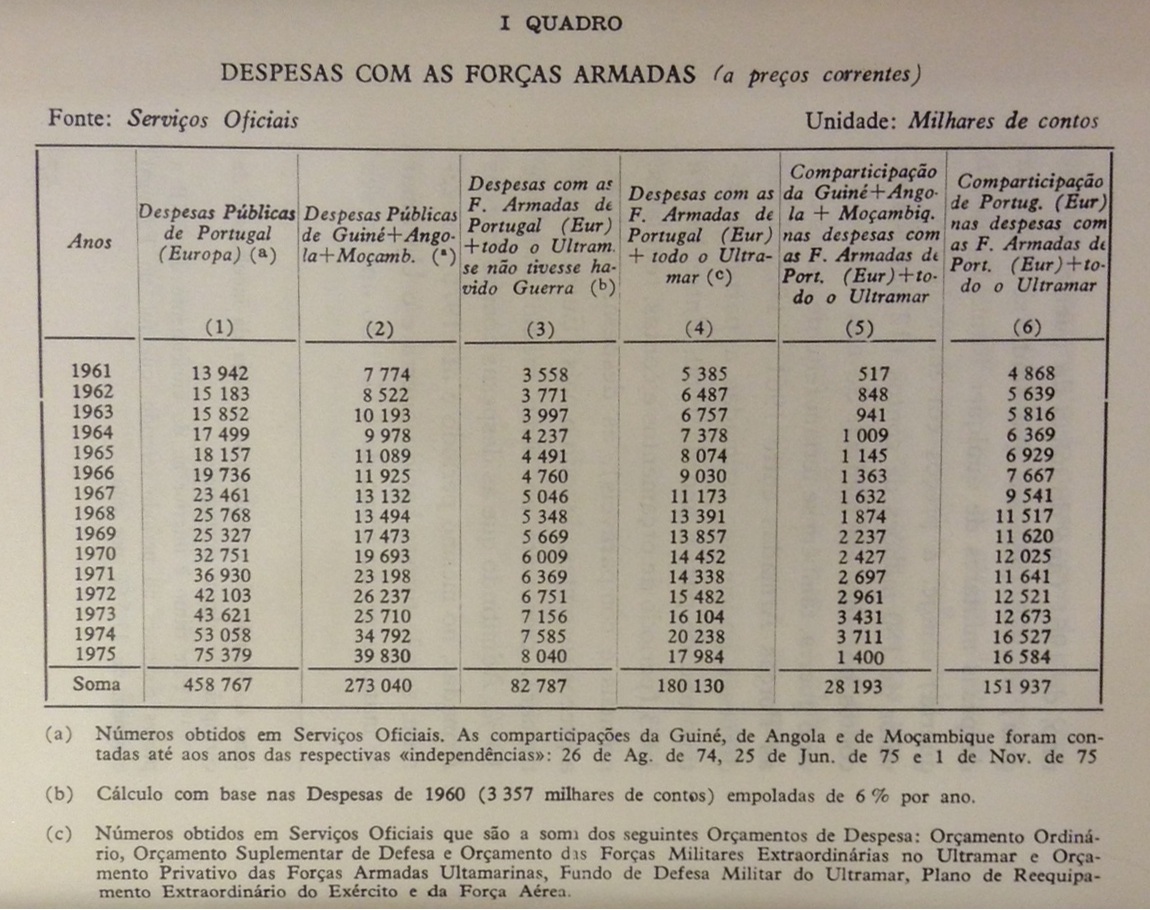 I QUADRO
DESPESAS COM AS FORÇAS ARMADAS (a preços correntes)
Fonte: Serviços Oficiais Unidade: Milhares de contos
Anos
Despesas Públicas
de Portugal
(Europa) (a)
(1)
Despesas Públicas
de Guiné+Ango-
la+Moçamb. (a)
(2)
Despesas com as
F. Armadas de
Portugal (Eur)
+todo o Ultram.
se não tivesse ha-
vido Guerra (b)
(3)
Despesas com as
F. Armadas de
Portugal (Eur)
+ todo o Ultra-
mar (c)
(4)
Comparticipação
da Guiné+Ango-
la + Moçambiq.
nas despesas com
as F. Armadas de
Port. (Eur)+to-
do o Ultramar
(5)
Comparticipação
de Portug. (Eur)
nas despesas com
as F. Armadas de
Port. (Eur)+to-
do o Ultramar
(6)
1961 13 942 7 774 3 558 5 385 517 4 868
1962 15 183 8 522 3 771 6 487 848 5 639
1963 15 852 10 193 3 997 6 757 941 5 816
1964 17 499 9 978 4 237 7 378 1 009 6 369
1965 18 157 11 089 4 491 8 074 1 145 6 929
1966 19 736 11 925 4 760 9 030 1 363 7 667
1967 23 461 13 132 5 046 11 173 1 632 9 541
1968 25 768 13 494 5 348 13 391 1 874 11 517
1969 25 327 17 473 5 669 13 857 2 237 11 620
1970 32 751 19 693 6 009 14 452 2 427 12 025
1971 36 930 23 198 6 369 14 338 2 697 11 641
1972 42 103 26 237 6 751 15 482 2 961 12 521
1973 43 621 25 710 7 156 16 104 3 431 12 673
1974 53 058 34 792 7 585 20 238 3 711 16 527
1975 75 379 39 830 8 040 17 984 1 400 16 584
Soma 458 767 273 040 82 787 180 130 28 193 151 937
(a) Números obtidos em Serviços Oficiais. As comparticipações da Guiné, de Angola e de Moçambique foram con-
tadas até aos anos das respectivas «independências»: 26 de Ag. de 74, 25 de Jun. de 75 e 1 de Nov. de 75
(b) Cálculo com base nas Despesas de 1960 (3 357 milhares de contos) empoladas de 6 % por ano.
(c) Números obtidos em Serviços Oficiais que são a soma dos seguintes Orçamentos de Despesa: Orçamento Ordiná-
rio, Orçamento Suplementar de Defesa e Orçamento das Forças Militares Extraordinárias no Ultramar e Orça-
mento Privativo das Forças Armadas Ultamarinas, Fundo de Defesa Militar do Ultramar, Plano de Reequipa-
mento Extraordinário do Exército e da Força Aérea.